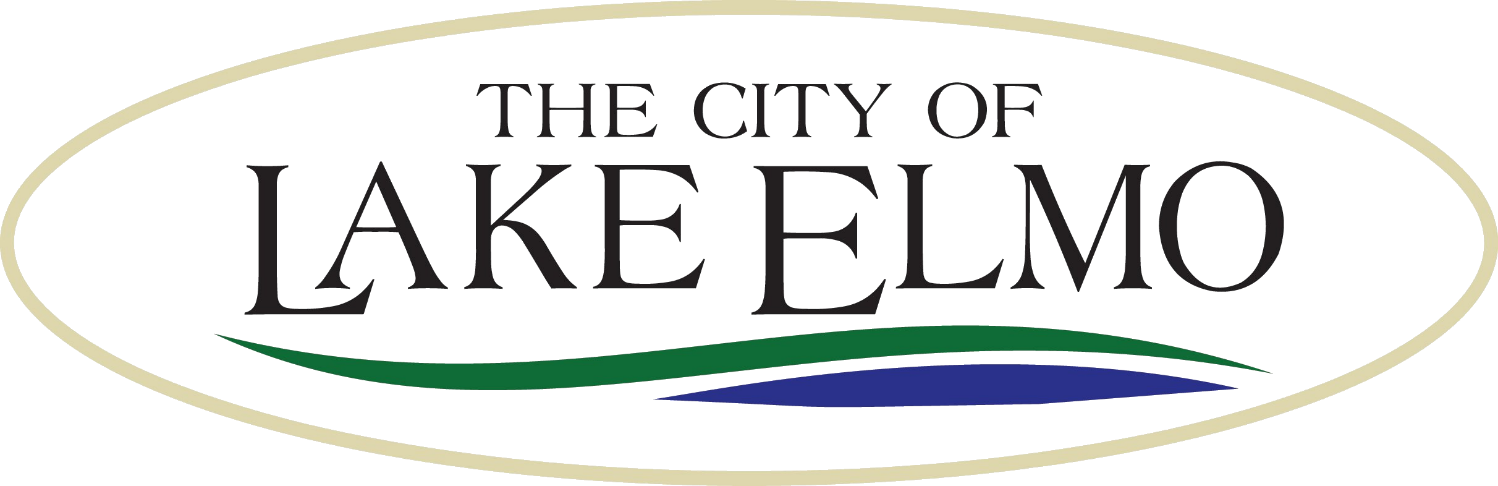 THE CITY OF
LAKE ELMO